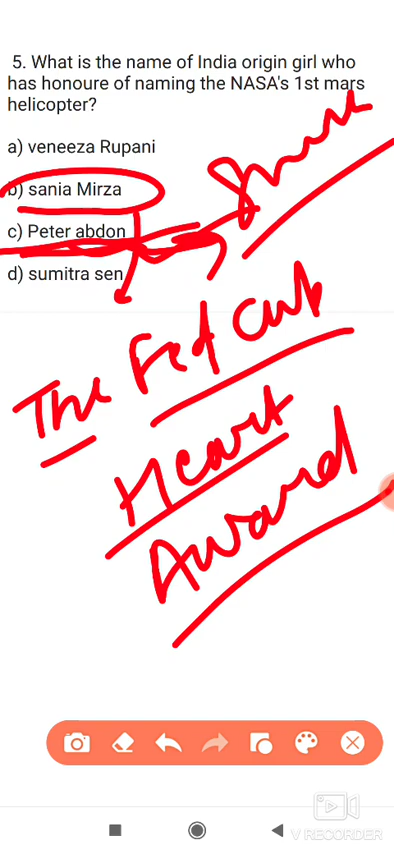 5. What is the name of India origin girl who
has honoure of naming the NASA's 1st mars
helicopter?
a) veneeza Rupani
b) sania Mirza
c) Peter abdon
d) sumitra sen
The Fed Cup
Heart
Award
V RECORDER